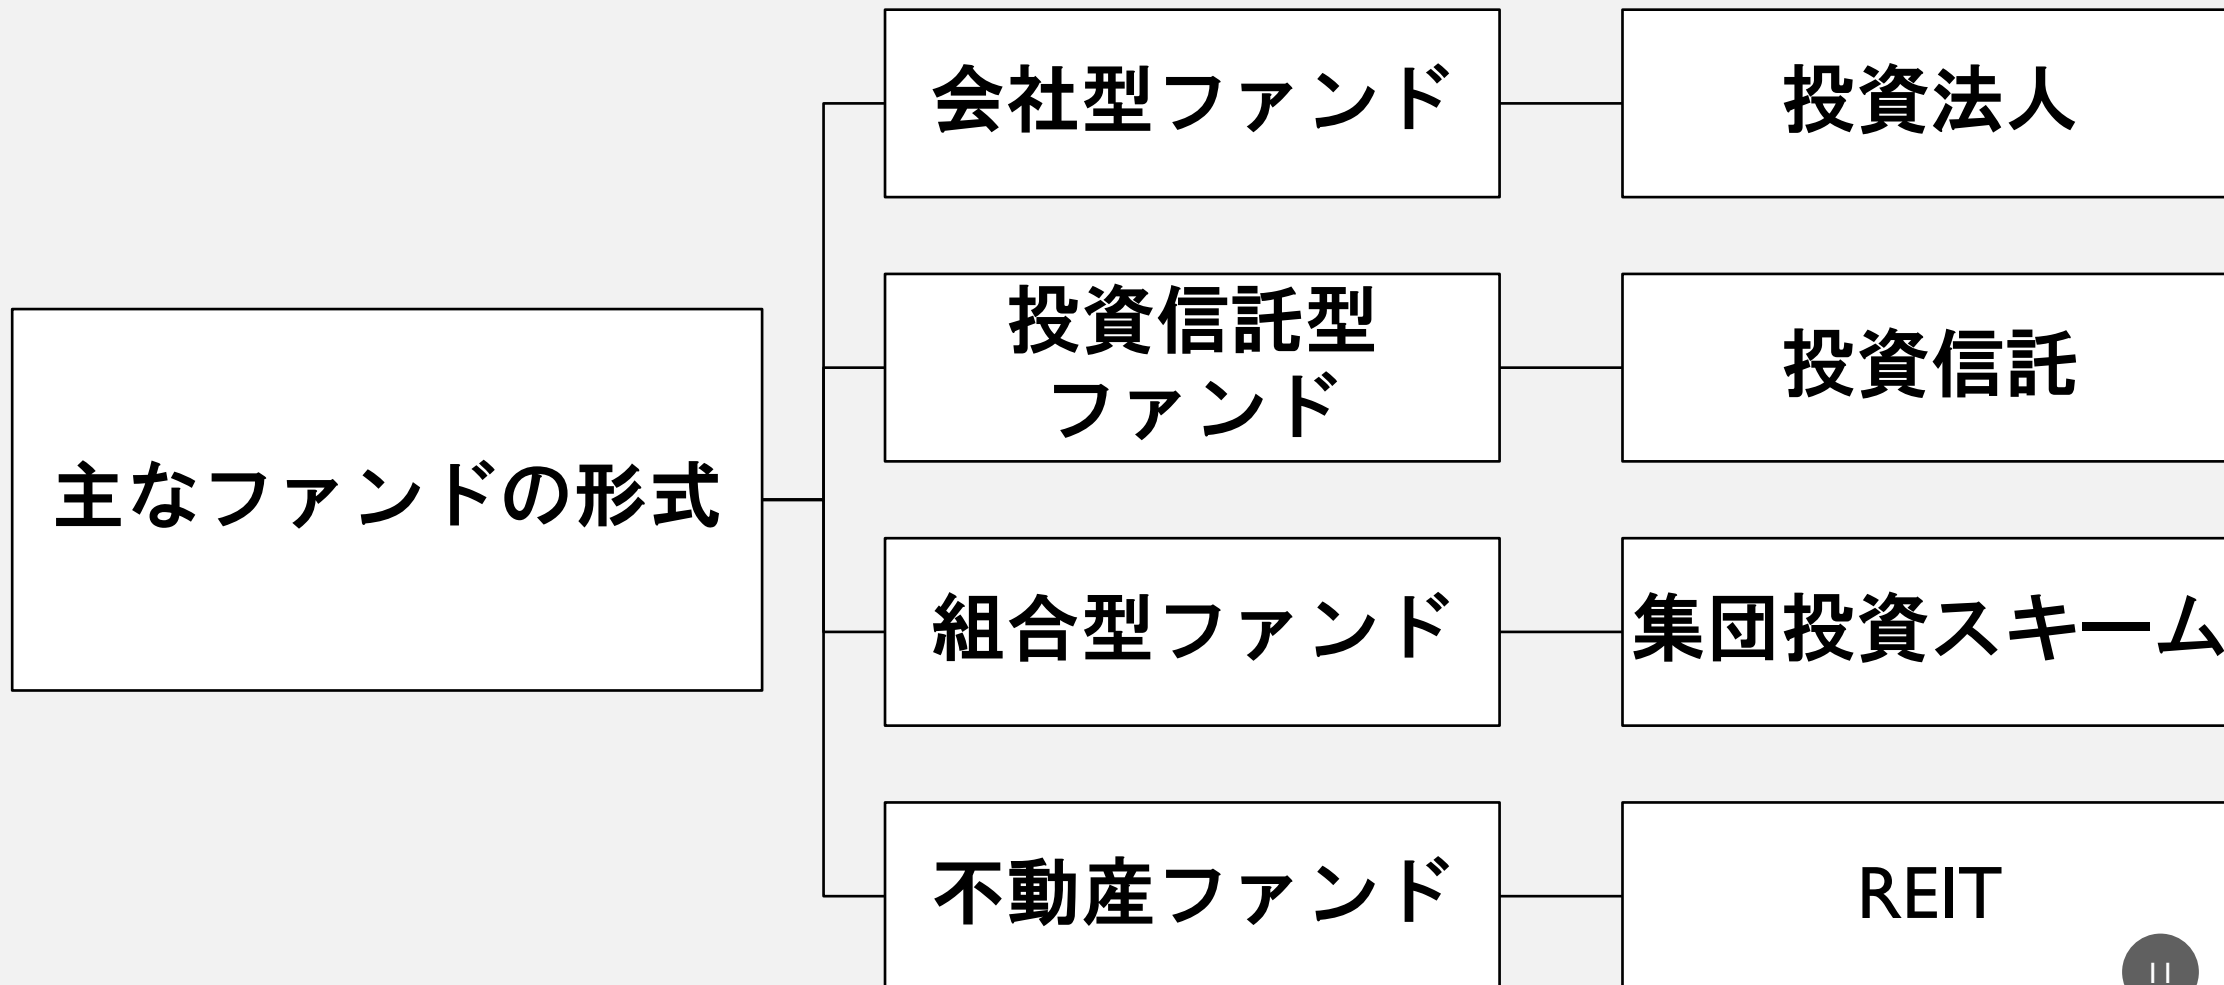 主なファンドの形式
会社型ファンド
投資法人
投資信託型
ファンド
投資信託
組合型ファンド
集団投資スキーム
不動産ファンド
REIT
11